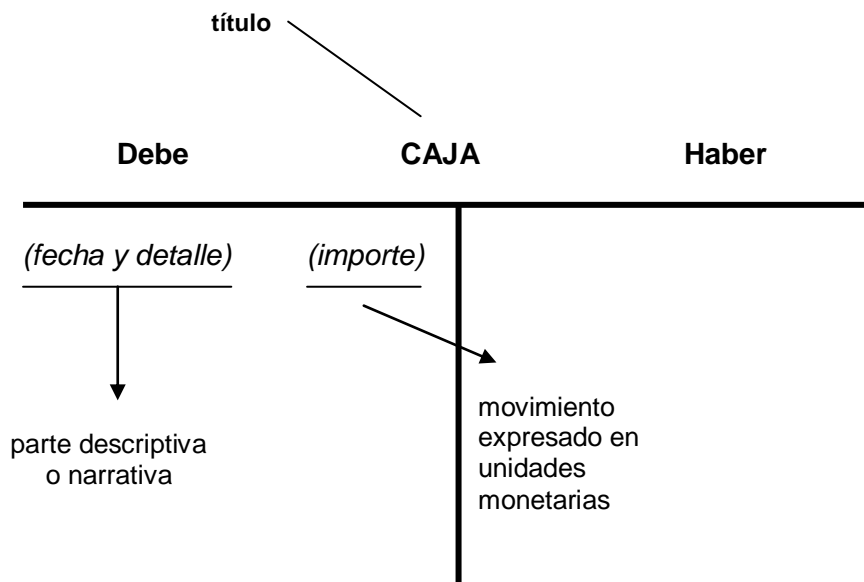 título
Debe CAJA Haber
(fecha y detalle) (importe)
parte descriptiva
o narrativa
movimiento
expresado en
unidades
monetarias